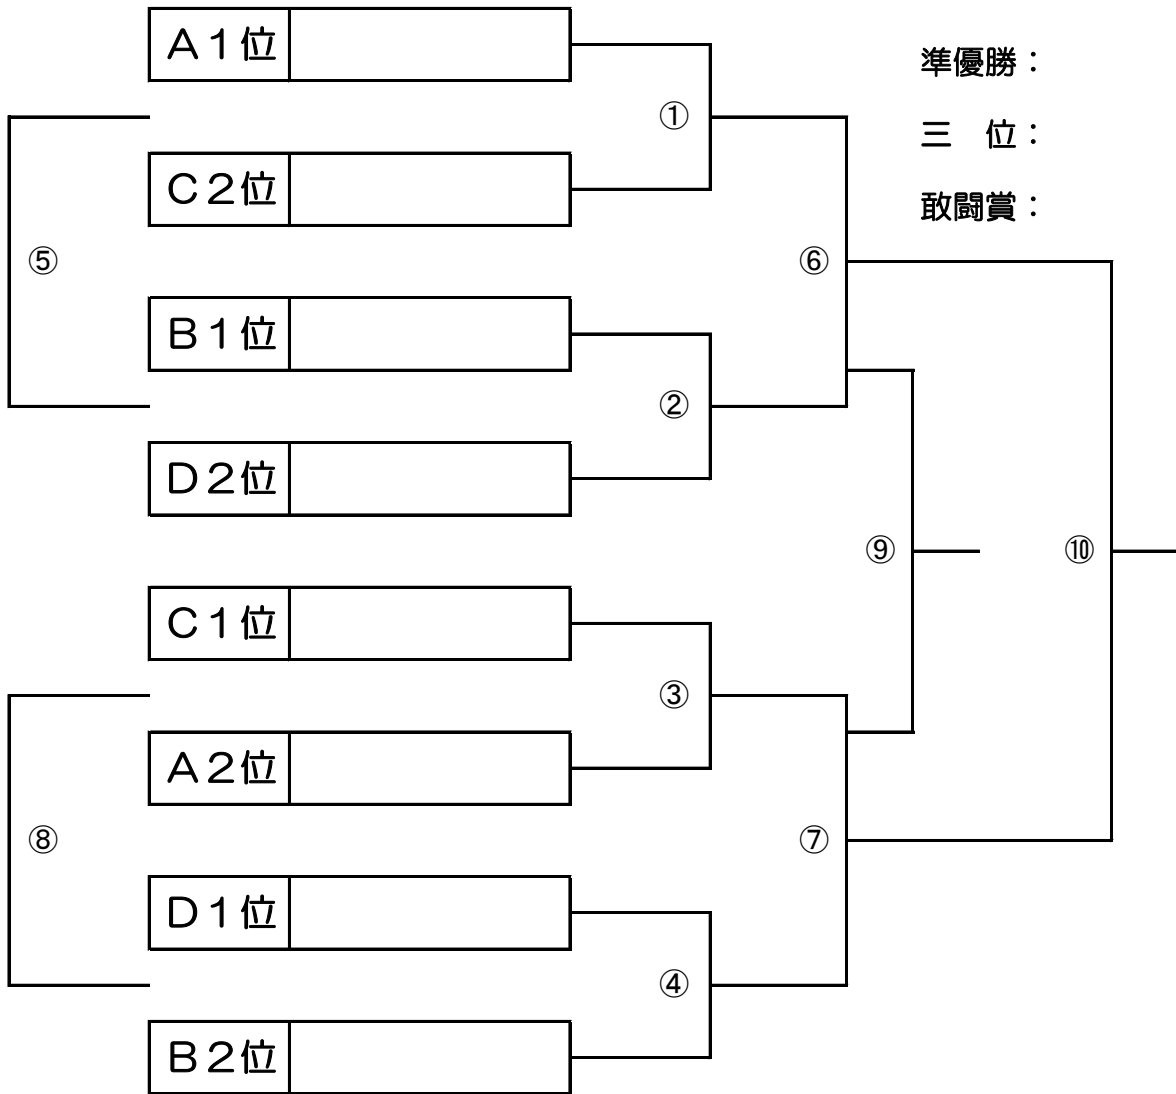 A1位
準優勝：
①
三　位：
C2位
敢闘賞：
⑤
⑥
B1位
②
D2位
⑨
⑩
C1位
③
A2位
⑧
⑦
D1位
④
B2位